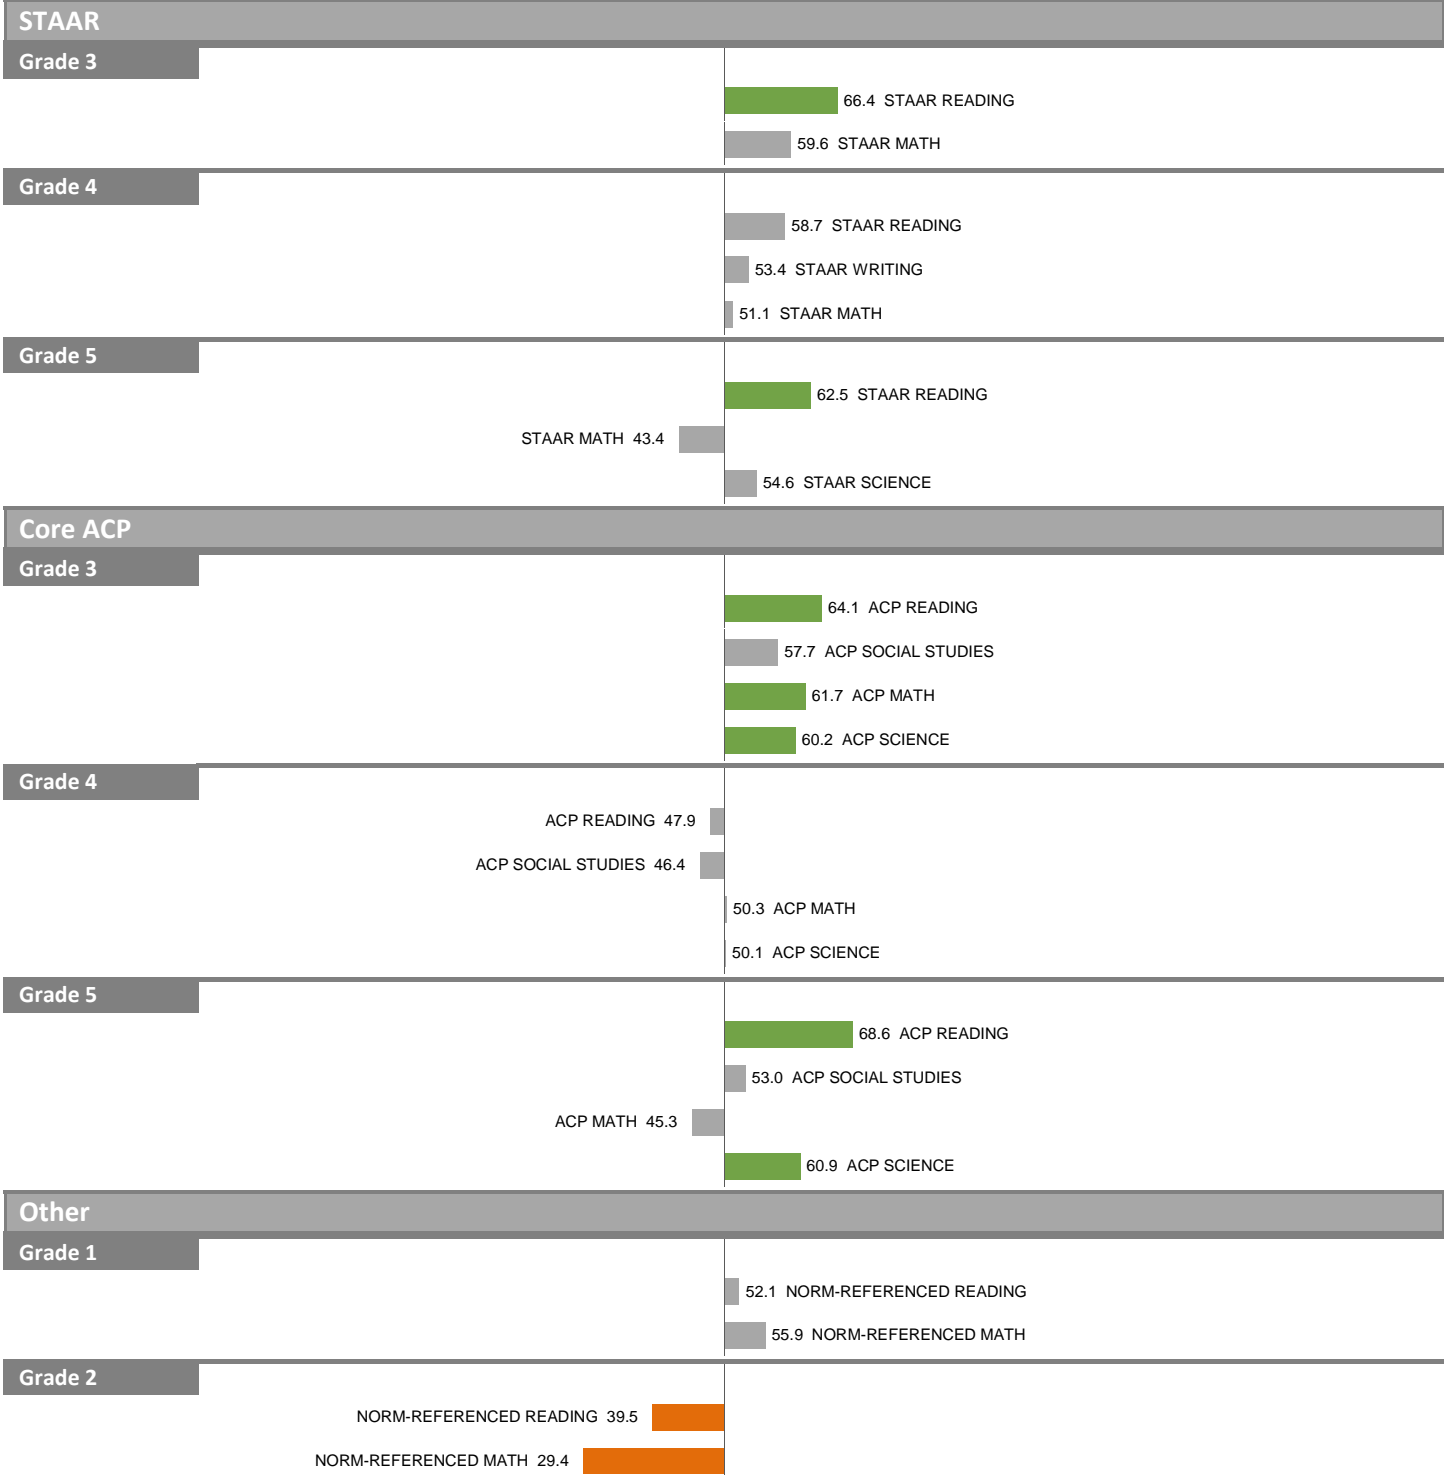 STAAR
Grade 3
66.4 STAAR READING
59.6 STAAR MATH
Grade 4
58.7 STAAR READING
53.4 STAAR WRITING
51.1 STAAR MATH
Grade 5
62.5 STAAR READING
STAAR MATH 43.4
54.6 STAAR SCIENCE
Core ACP
Grade 3
64.1 ACP READING
57.7 ACP SOCIAL STUDIES
61.7 ACP MATH
60.2 ACP SCIENCE
Grade 4
ACP READING 47.9
ACP SOCIAL STUDIES 46.4
50.3 ACP MATH
50.1 ACP SCIENCE
Grade 5
68.6 ACP READING
53.0 ACP SOCIAL STUDIES
ACP MATH 45.3
60.9 ACP SCIENCE
Other
Grade 1
52.1 NORM-REFERENCED READING
55.9 NORM-REFERENCED MATH
Grade 2
NORM-REFERENCED READING 39.5
NORM-REFERENCED MATH 29.4